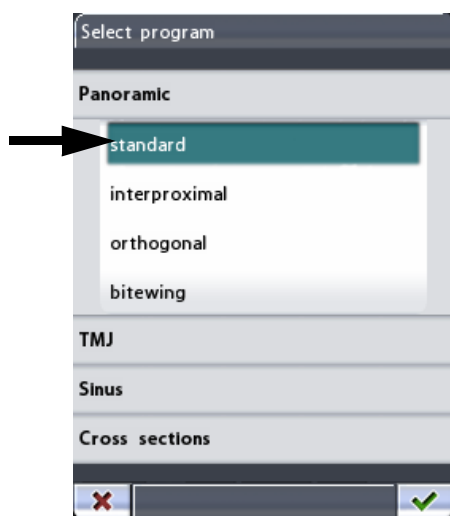 Select program
Panoramic
standard
interproximal
orthogonal
bitewing
TMJ
Sinus
Cross sections